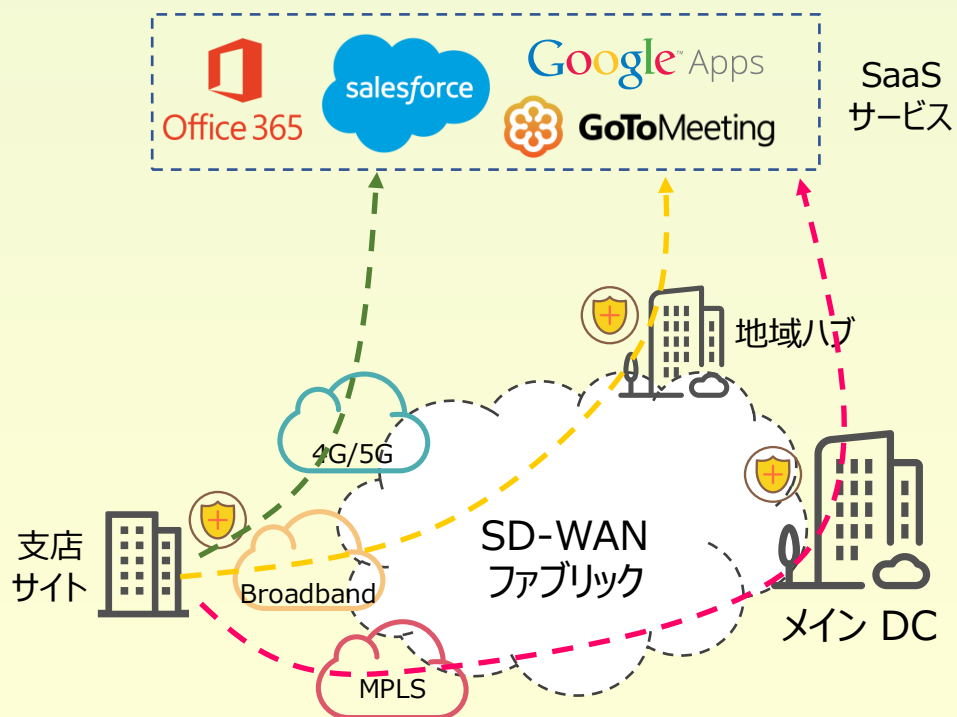 Office 365
salesforce
Google™ Apps
GoToMeeting
SaaS
サービス
地域ハブ
4G/5G
支店
サイト
Broadband
SD-WAN
ファブリック
メイン DC
MPLS